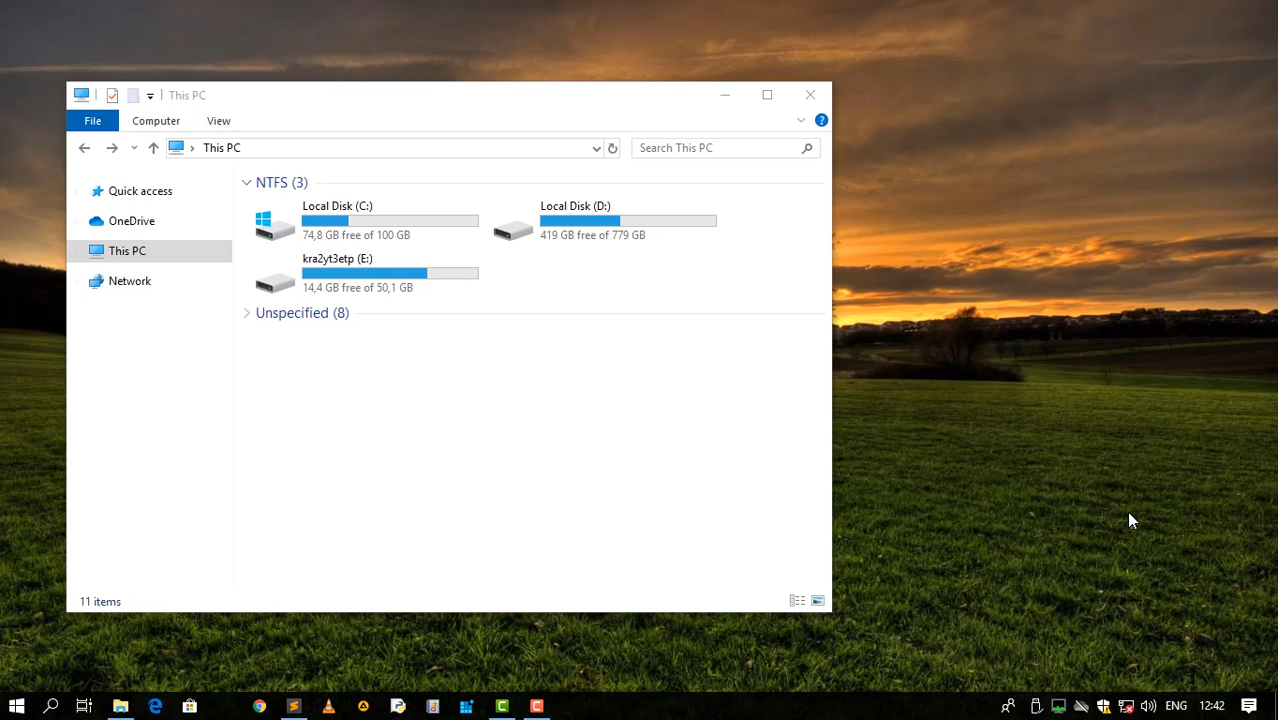 This PC
File Computer View
This PC
Search This PC
Quick access
OneDrive
This PC
Network
NTFS (3)
Local Disk (C:)
74,8 GB free of 100 GB
Local Disk (D:)
419 GB free of 779 GB
kra2yt3etp (E:)
14,4 GB free of 50,1 GB
Unspecified (8)
11 items
ENG
12:42